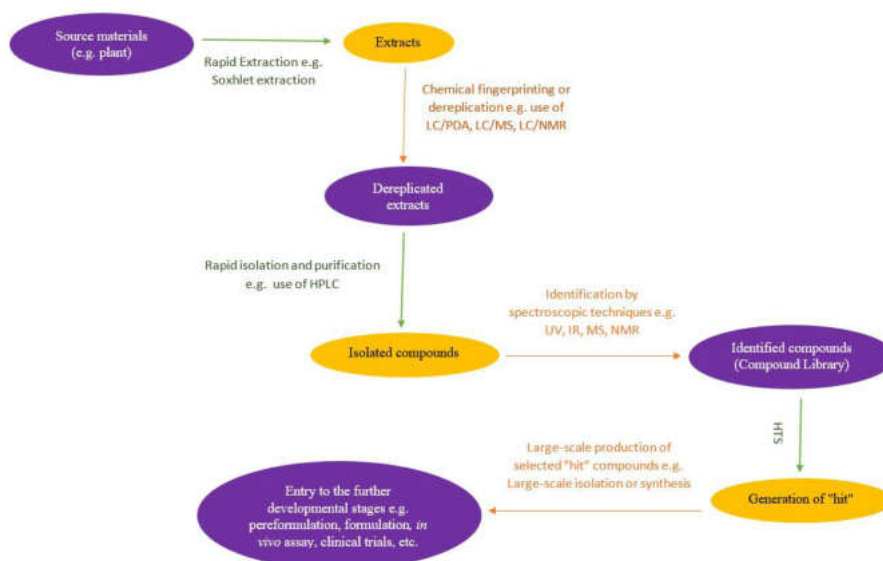 Source materials
(e.g. plant)
Rapid Extraction e.g.
Soxhlet extraction
Extracts
Chemical fingerprinting or
dereplication e.g. use of
LC/PDA, LC/MS, LC/NMR
Dereplicated
extracts
Rapid isolation and purification
e.g. use of HPLC
Isolated compounds
Identification by
spectroscopic techniques e.g.
UV, IR, MS, NMR
Identified compounds
(Compound Library)
HTS
Generation of "hit"
Large-scale production of
selected "hit" compounds e.g.
Large-scale isolation or synthesis
Entry to the further
developmental stages e.g.
pereformulation, formulation, in
vivo assay, clinical trials, etc.